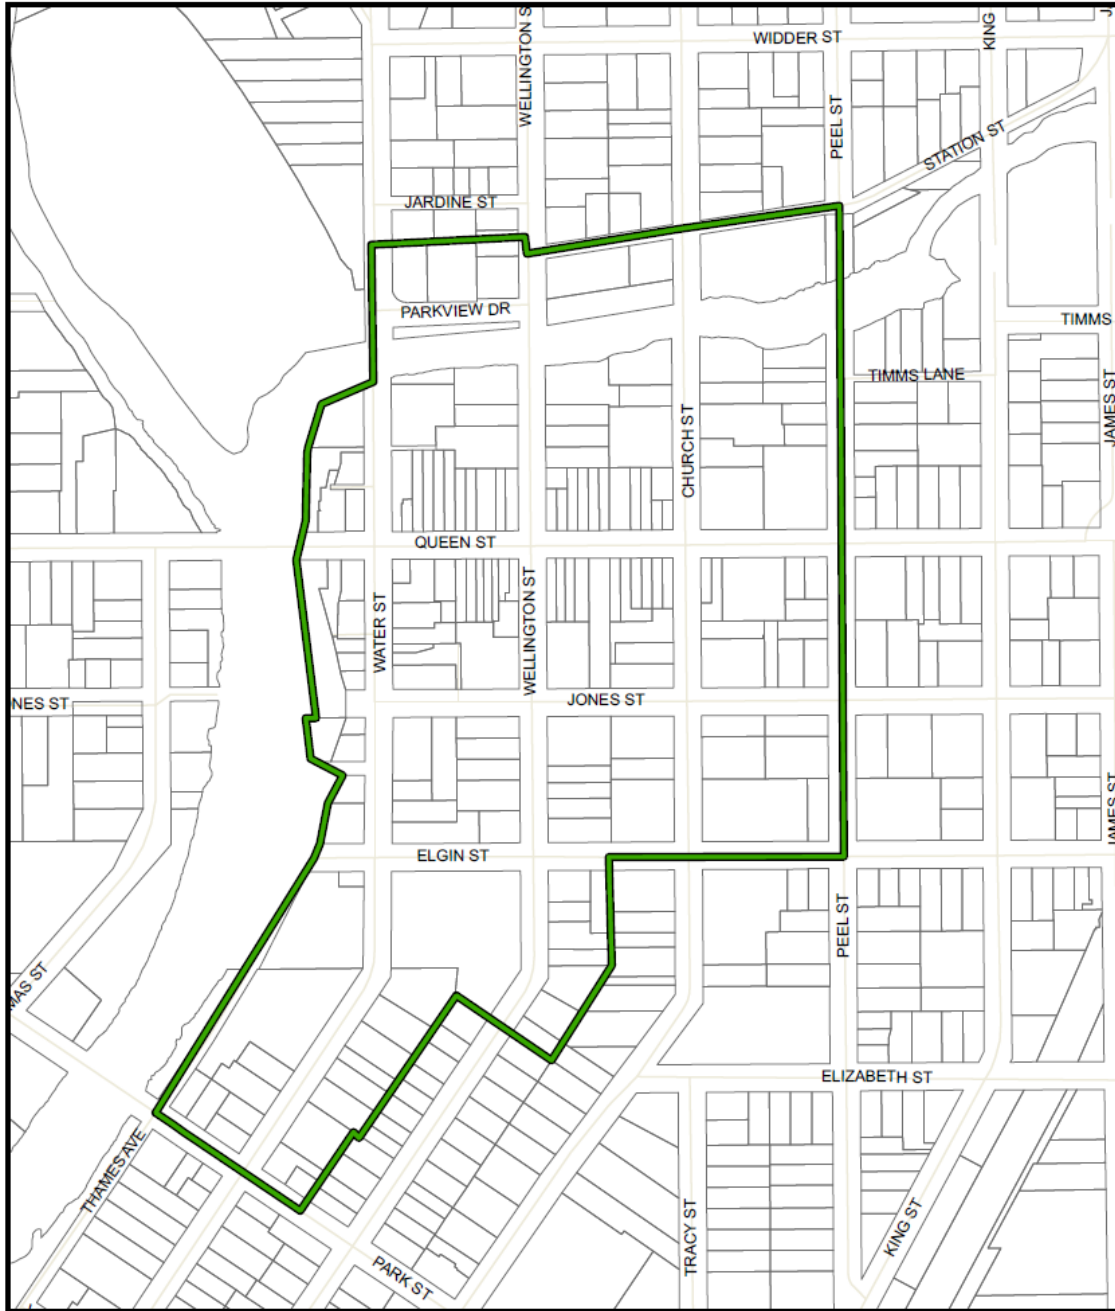 WELLINGTON S
KING
J
WIDDER ST
PEEL ST
STATION ST
JARDINE ST
PARKVIEW DR
TIMMS
TIMMS LANE
JAMES ST
CHURCH ST
QUEEN ST
WATER ST
WELLINGTON ST
NES ST
JONES ST
JAMES ST
ELGIN ST
PEEL ST
MAS ST
ELIZABETH ST
THAMES AVE
TRACY ST
KING ST
PARK ST